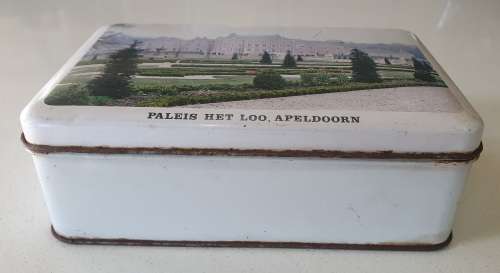 PALEIS HET LOO, APELDOORN